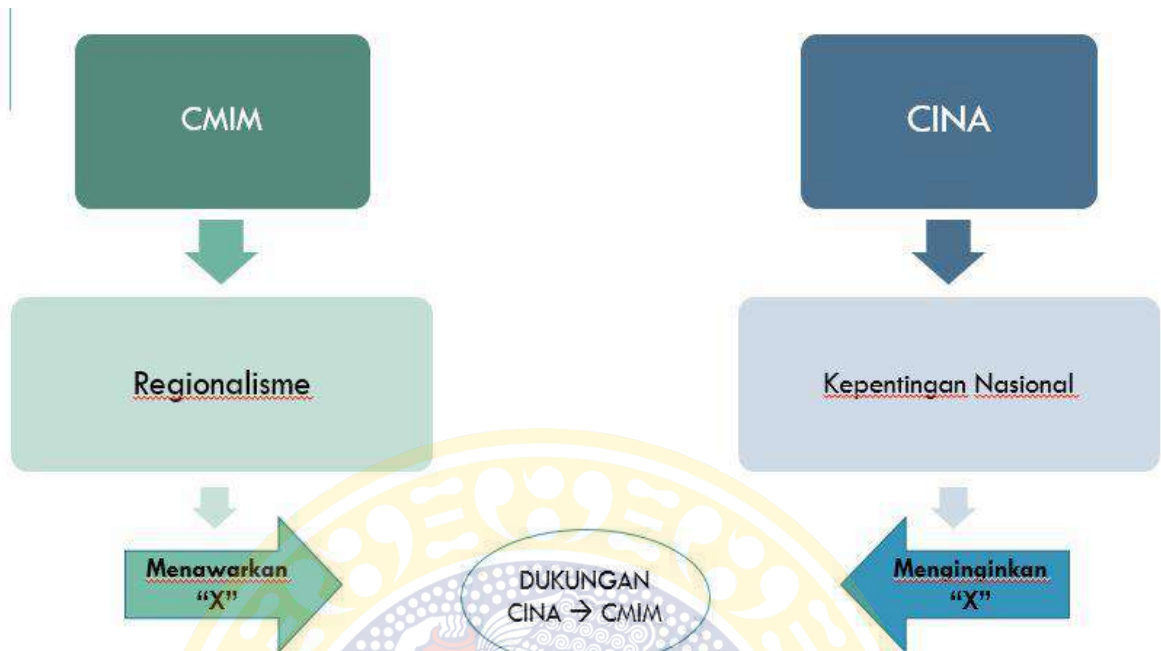 CMIM
CINA
Regionalisme
Kepentingan Nasional
Menawarkan
“X”
DUKUNGAN
CINA → CMIM
Menginginkan
“X”